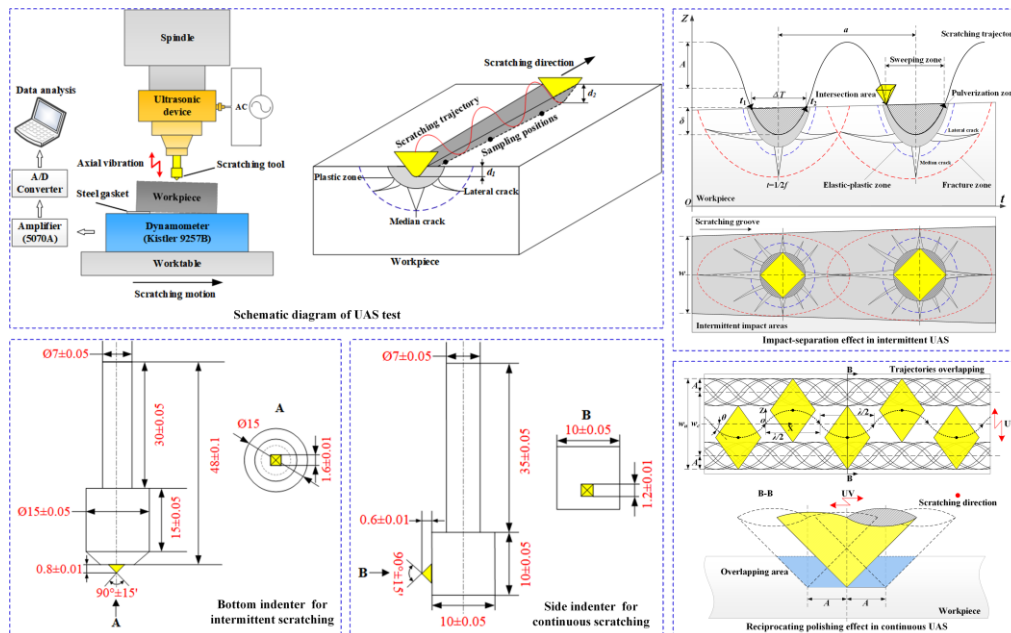 Spindle
Data analysis
Ultrasonic
device
AC
Axial vibration
Scratching tool
A/D
Converter
Steel gasket
Workpiece
Amplifier
(5070A)
Dynamometer
(Kistler 9257B)
Worktable
Scratching motion
Scratching direction
d₂
Scratching trajectory
Sampling positions
Plastic zone
d₁
Lateral crack
Median crack
Workpiece
Schematic diagram of UAS test
Z
a
Scratching trajectory
Sweeping zone
A
Intersection area
Pulverization zone
ΔT
t₁
t₂
δ
Lateral crack
Median crack
t=1/2f
Elastic-plastic zone
Fracture zone
O
Workpiece
t
Scratching groove
w
Intermittent impact areas
Impact-separation effect in intermittent UAS
Ø7±0.05
30±0.05
48±0.1
Ø15±0.05
15±0.05
0.8±0.01
90°±15'
A
A
Ø15
1.6±0.01
Bottom indenter for
intermittent scratching
Ø7±0.05
35±0.05
0.6±0.01
B
90°±15'
10±0.05
10±0.05
B
10±0.05
1.2±0.01
Side indenter for
continuous scratching
B
Trajectories overlapping
A
θ
Z
λ/2
λ/2
A
B
B-B
UV
Scratching direction
Overlapping area
A
A
Workpiece
Reciprocating polishing effect in continuous UAS